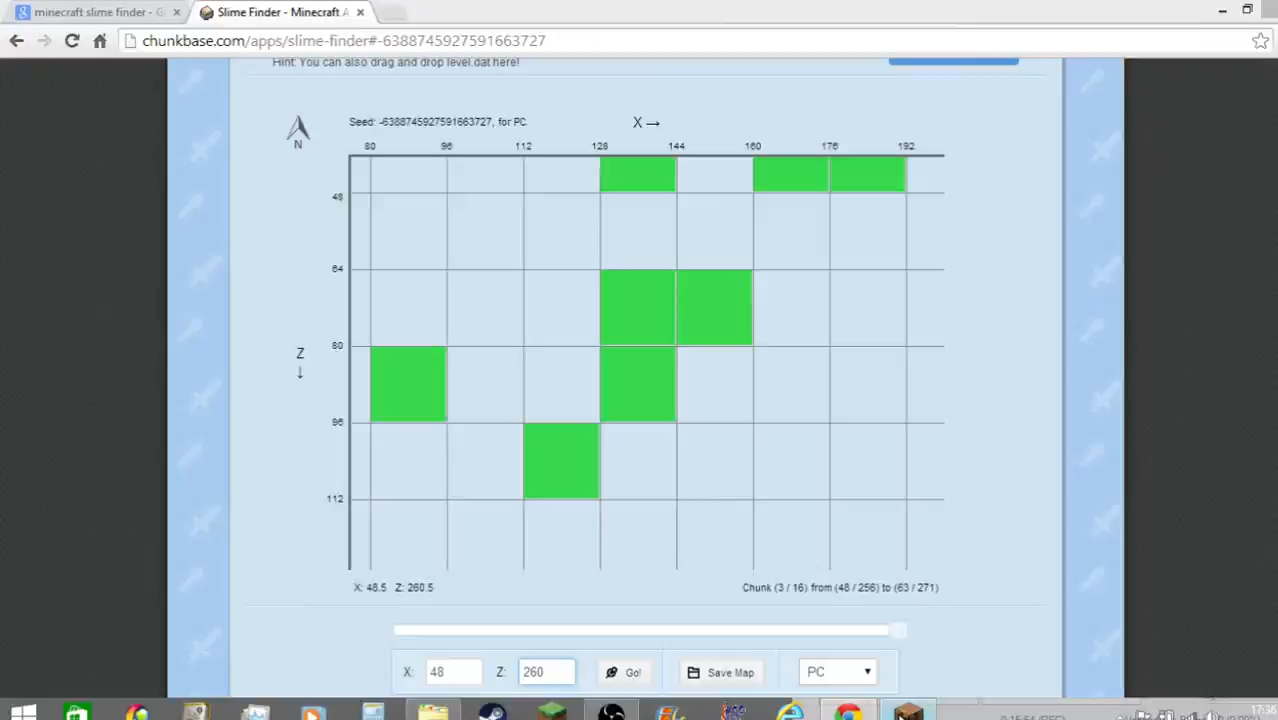 minecraft slime finder - G
Slime Finder - Minecraft A
chunkbase.com/apps/slime-finder#-6388745927591663727
Hint: You can also drag and drop level.dat here!
Seed: -6388745927591663727, for PC
X →
N
80 96 112 128 144 160 176 192
48
64
80
Z
↓
96
112
X: 48.5 Z: 260.5
Chunk (3 / 16) from (48 / 256) to (63 / 271)
X: 48 Z: 260 Go! Save Map PC
17:36